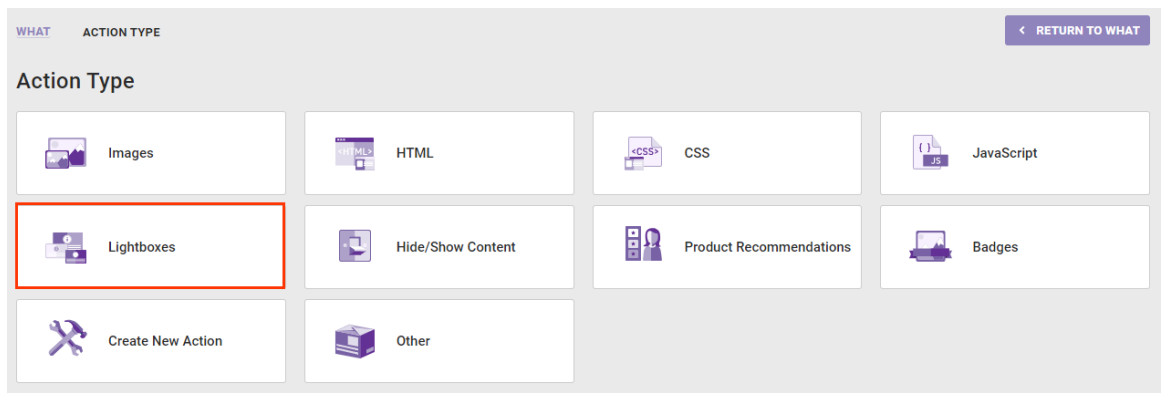 WHAT ACTION TYPE < RETURN TO WHAT
Action Type
Images <HTML> HTML <CSS> CSS { } JS JavaScript
Lightboxes Hide/Show Content Product Recommendations Badges
Create New Action Other